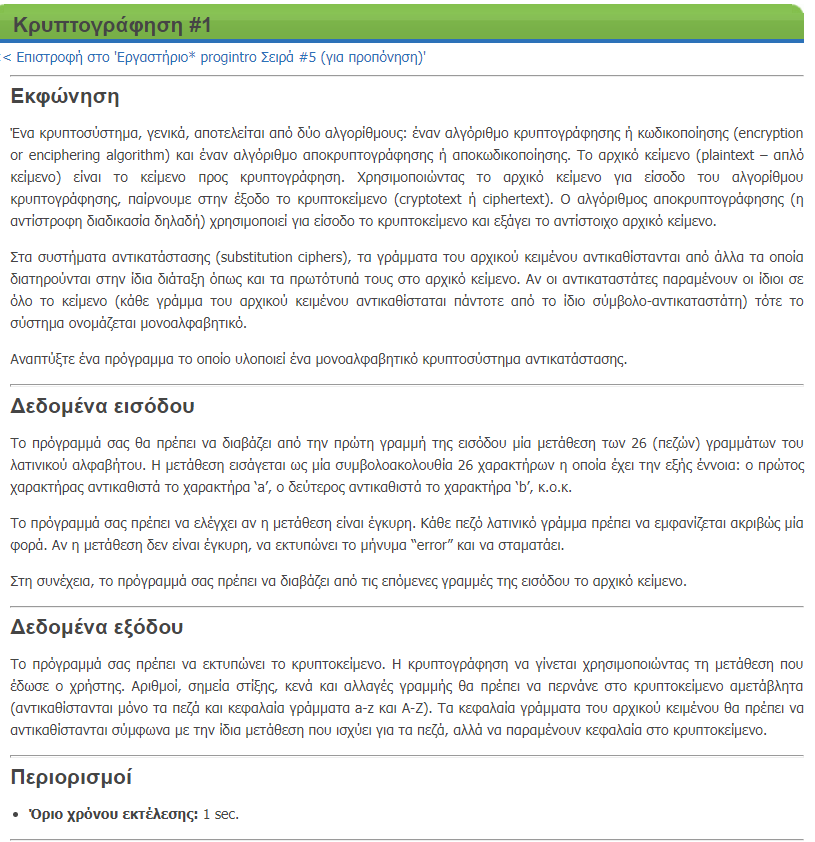 Κρυπτογράφηση #1
< Επιστροφή στο 'Εργαστήριο* progintro Σειρά #5 (για προπόνηση)'
Εκφώνηση
Ένα κρυπτοσύστημα, γενικά, αποτελείται από δύο αλγορίθμους: έναν αλγόριθμο κρυπτογράφησης ή κωδικοποίησης (encryption
or enciphering algorithm) και έναν αλγόριθμο αποκρυπτογράφησης ή αποκωδικοποίησης. Το αρχικό κείμενο (plaintext – απλό
κείμενο) είναι το κείμενο προς κρυπτογράφηση. Χρησιμοποιώντας το αρχικό κείμενο για είσοδο του αλγορίθμου
κρυπτογράφησης, παίρνουμε στην έξοδο το κρυπτοκείμενο (cryptotext ή ciphertext). Ο αλγόριθμος αποκρυπτογράφησης (η
αντίστροφη διαδικασία δηλαδή) χρησιμοποιεί για είσοδο το κρυπτοκείμενο και εξάγει το αντίστοιχο αρχικό κείμενο.
Στα συστήματα αντικατάστασης (substitution ciphers), τα γράμματα του αρχικού κειμένου αντικαθίστανται από άλλα τα οποία
διατηρούνται στην ίδια διάταξη όπως και τα πρωτότυπά τους στο αρχικό κείμενο. Αν οι αντικαταστάτες παραμένουν οι ίδιοι σε
όλο το κείμενο (κάθε γράμμα του αρχικού κειμένου αντικαθίσταται πάντοτε από το ίδιο σύμβολο-αντικαταστάτη) τότε το
σύστημα ονομάζεται μονοαλφαβητικό.
Αναπτύξτε ένα πρόγραμμα το οποίο υλοποιεί ένα μονοαλφαβητικό κρυπτοσύστημα αντικατάστασης.
Δεδομένα εισόδου
Το πρόγραμμά σας θα πρέπει να διαβάζει από την πρώτη γραμμή της εισόδου μία μετάθεση των 26 (πεζών) γραμμάτων του
λατινικού αλφαβήτου. Η μετάθεση εισάγεται ως μία συμβολοακολουθία 26 χαρακτήρων η οποία έχει την εξής έννοια: ο πρώτος
χαρακτήρας αντικαθιστά το χαρακτήρα 'a', ο δεύτερος αντικαθιστά το χαρακτήρα 'b', κ.ο.κ.
Το πρόγραμμά σας πρέπει να ελέγχει αν η μετάθεση είναι έγκυρη. Κάθε πεζό λατινικό γράμμα πρέπει να εμφανίζεται ακριβώς μία
φορά. Αν η μετάθεση δεν είναι έγκυρη, να εκτυπώνει το μήνυμα “error” και να σταματάει.
Στη συνέχεια, το πρόγραμμά σας πρέπει να διαβάζει από τις επόμενες γραμμές της εισόδου το αρχικό κείμενο.
Δεδομένα εξόδου
Το πρόγραμμά σας πρέπει να εκτυπώνει το κρυπτοκείμενο. Η κρυπτογράφηση να γίνεται χρησιμοποιώντας τη μετάθεση που
έδωσε ο χρήστης. Αριθμοί, σημεία στίξης, κενά και αλλαγές γραμμής θα πρέπει να περνάνε στο κρυπτοκείμενο αμετάβλητα
(αντικαθίστανται μόνο τα πεζά και κεφαλαία γράμματα a-z και A-Z). Τα κεφαλαία γράμματα του αρχικού κειμένου θα πρέπει να
αντικαθίστανται σύμφωνα με την ίδια μετάθεση που ισχύει για τα πεζά, αλλά να παραμένουν κεφαλαία στο κρυπτοκείμενο.
Περιορισμοί
• Όριο χρόνου εκτέλεσης: 1 sec.